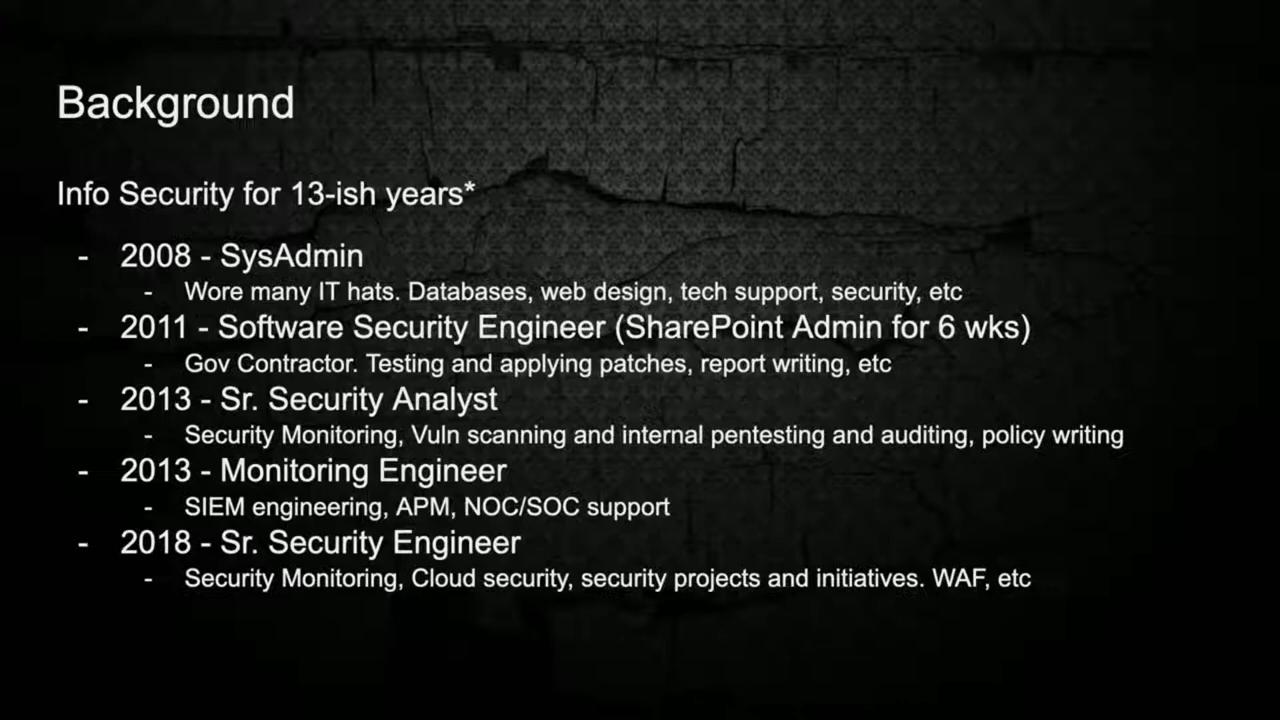 Background
Info Security for 13-ish years*
- 2008 - SysAdmin
- Wore many IT hats. Databases, web design, tech support, security, etc
- 2011 - Software Security Engineer (SharePoint Admin for 6 wks)
- Gov Contractor. Testing and applying patches, report writing, etc
- 2013 - Sr. Security Analyst
- Security Monitoring, Vuln scanning and internal pentesting and auditing, policy writing
- 2013 - Monitoring Engineer
- SIEM engineering, APM, NOC/SOC support
- 2018 - Sr. Security Engineer
- Security Monitoring, Cloud security, security projects and initiatives. WAF, etc